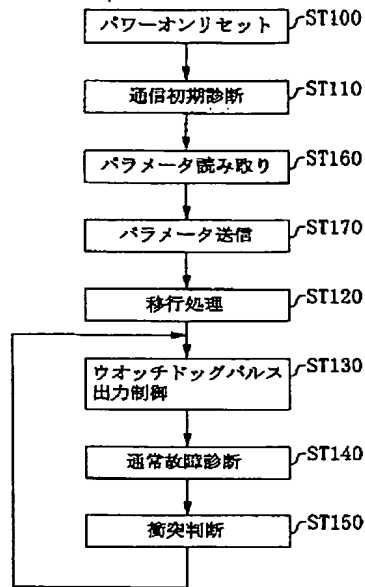 パワーオンリセット ST100
通信初期診断 ST110
パラメータ読み取り ST160
パラメータ送信 ST170
移行処理 ST120
ウオッチドッグパルス ST130
出力制御
通常故障診断 ST140
衝突判断 ST150